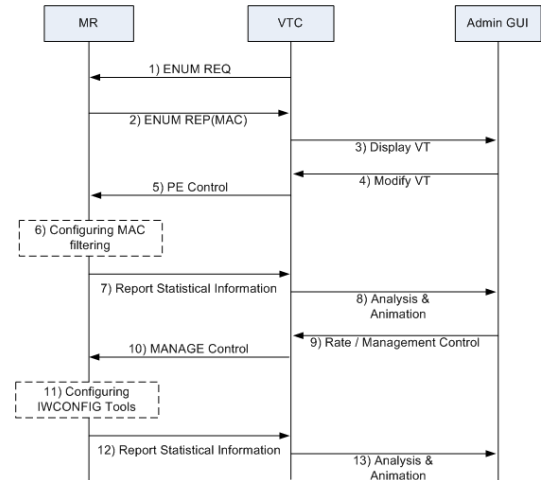 MR
VTC
Admin GUI
1) ENUM REQ
2) ENUM REP(MAC)
3) Display VT
4) Modify VT
5) PE Control
6) Configuring MAC
filtering
7) Report Statistical Information
8) Analysis &
Animation
9) Rate / Management Control
10) MANAGE Control
11) Configuring
IWCONFIG Tools
12) Report Statistical Information
13) Analysis &
Animation